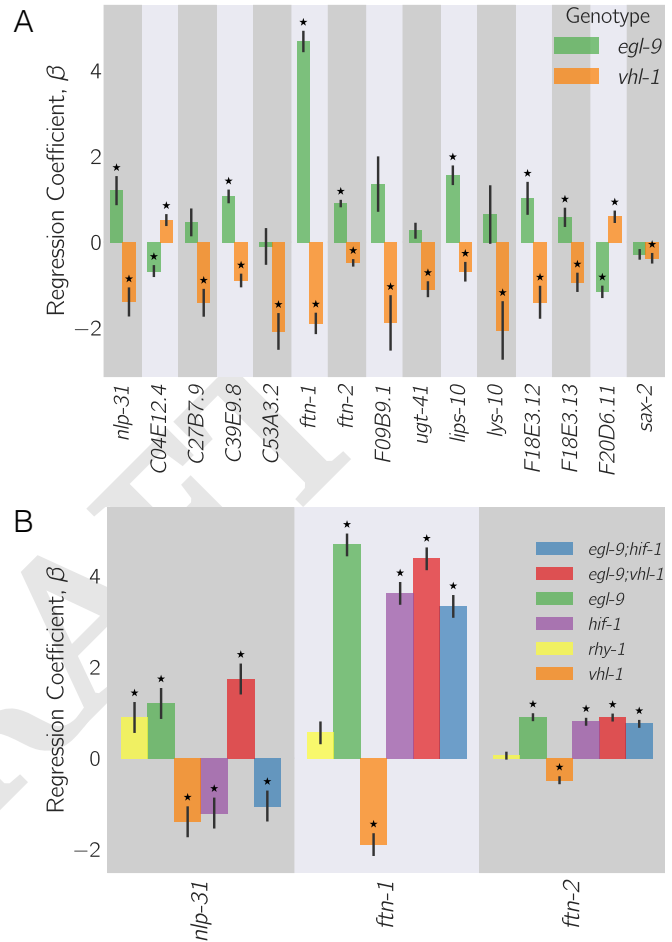 A
Genotype
egl-9
vhl-1
Regression Coefficient, β
4
2
0
−2
nlp-31
C04E12.4
C27B7.9
C39E9.8
C53A3.2
ftn-1
ftn-2
F09B9.1
ugt-41
lips-10
lys-10
F18E3.12
F18E3.13
F20D6.11
sax-2
B
egl-9;hif-1
egl-9;vhl-1
egl-9
hif-1
rhy-1
vhl-1
Regression Coefficient, β
4
2
0
−2
nlp-31
ftn-1
ftn-2